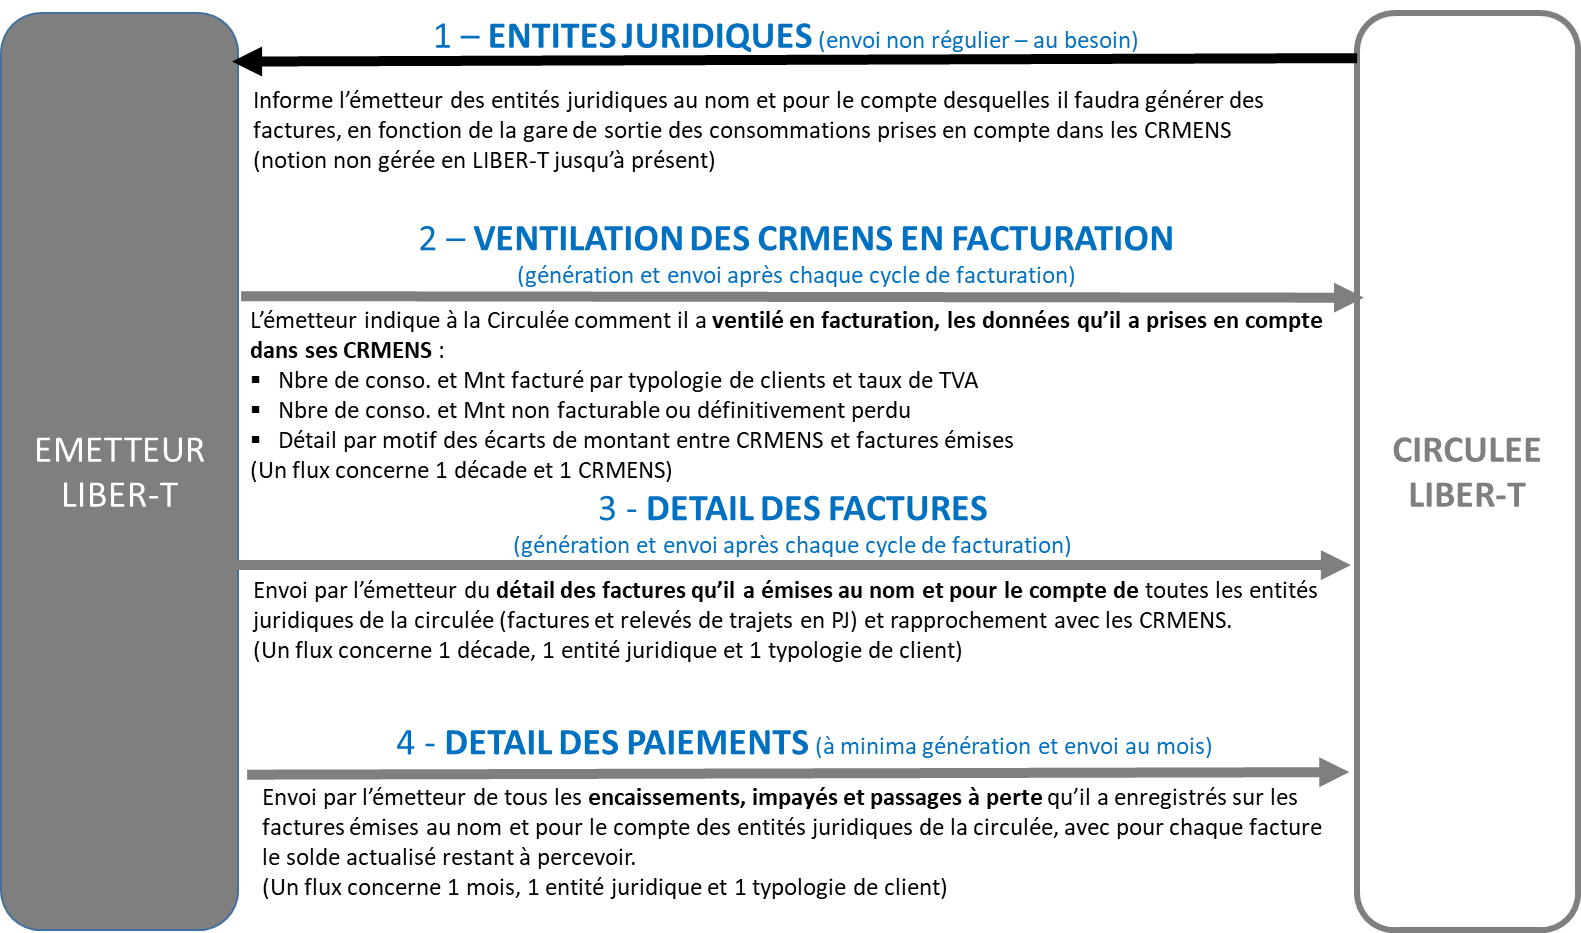 1 – ENTITES JURIDIQUES (envoi non régulier – au besoin)
Informe l’émetteur des entités juridiques au nom et pour le compte desquelles il faudra générer des
factures, en fonction de la gare de sortie des consommations prises en compte dans les CRMENS
(notion non gérée en LIBER-T jusqu’à présent)
2 – VENTILATION DES CRMENS EN FACTURATION
(génération et envoi après chaque cycle de facturation)
L’émetteur indique à la Circulée comment il a ventilé en facturation, les données qu’il a prises en compte
dans ses CRMENS :
▪ Nbre de conso. et Mnt facturé par typologie de clients et taux de TVA
▪ Nbre de conso. et Mnt non facturable ou définitivement perdu
▪ Détail par motif des écarts de montant entre CRMENS et factures émises
(Un flux concerne 1 décade et 1 CRMENS)
EMETTEUR
LIBER-T
CIRCULEE
LIBER-T
3 - DETAIL DES FACTURES
(génération et envoi après chaque cycle de facturation)
Envoi par l’émetteur du détail des factures qu’il a émises au nom et pour le compte de toutes les entités
juridiques de la circulée (factures et relevés de trajets en PJ) et rapprochement avec les CRMENS.
(Un flux concerne 1 décade, 1 entité juridique et 1 typologie de client)
4 - DETAIL DES PAIEMENTS (à minima génération et envoi au mois)
Envoi par l’émetteur de tous les encaissements, impayés et passages à perte qu’il a enregistrés sur les
factures émises au nom et pour le compte des entités juridiques de la circulée, avec pour chaque facture
le solde actualisé restant à percevoir.
(Un flux concerne 1 mois, 1 entité juridique et 1 typologie de client)